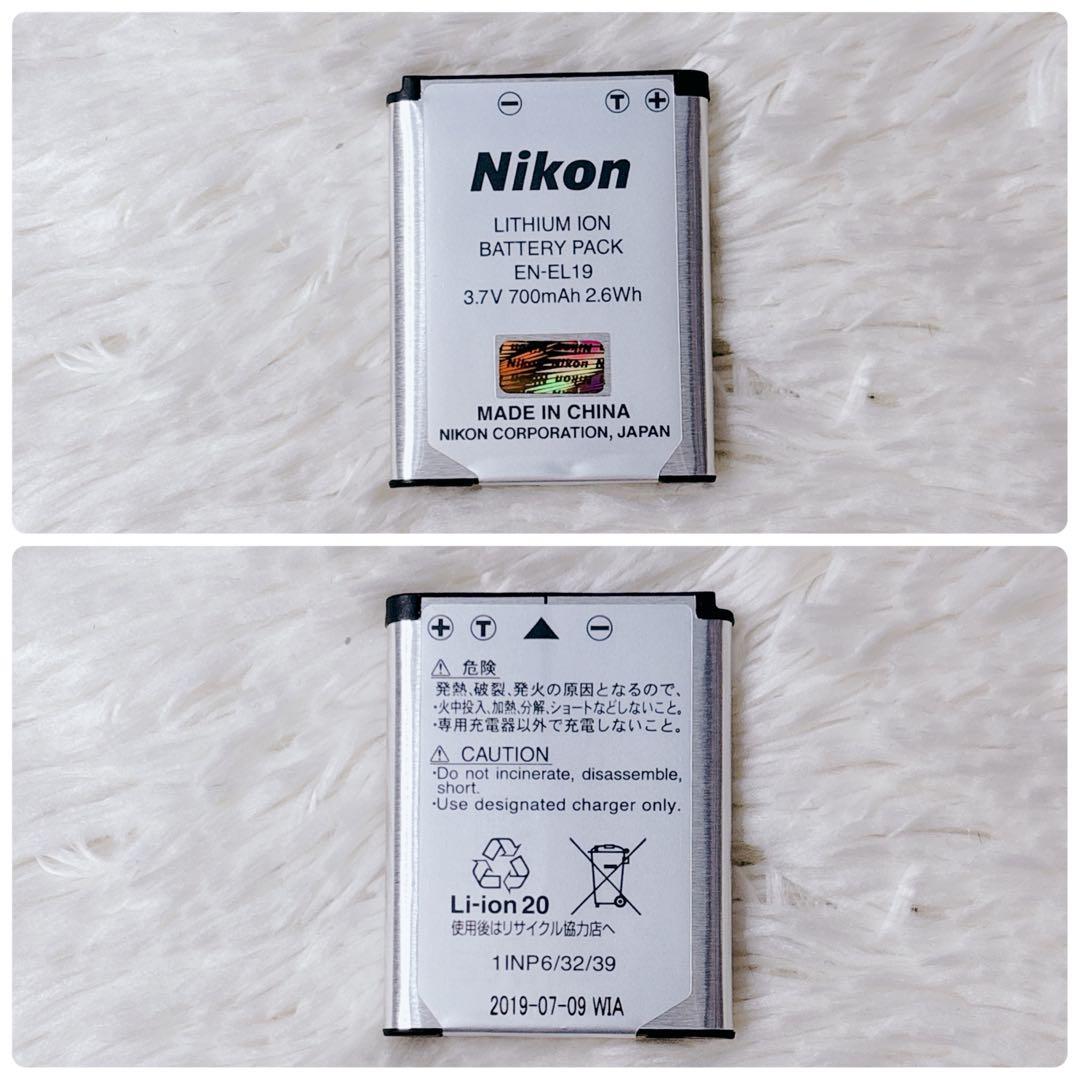 − T +
Nikon
LITHIUM ION
BATTERY PACK
EN-EL19
3.7V 700mAh 2.6Wh
Nikon Nikon N
MADE IN CHINA
NIKON CORPORATION, JAPAN
+ T −
危険
発熱、破裂、発火の原因となるので、
・火中投入、加熱、分解、ショートなどしないこと。
・専用充電器以外で充電しないこと。
CAUTION
·Do not incinerate, disassemble,
short.
·Use designated charger only.
Li-ion 20
使用後はリサイクル協力店へ
1INP6/32/39
2019-07-09 WIA